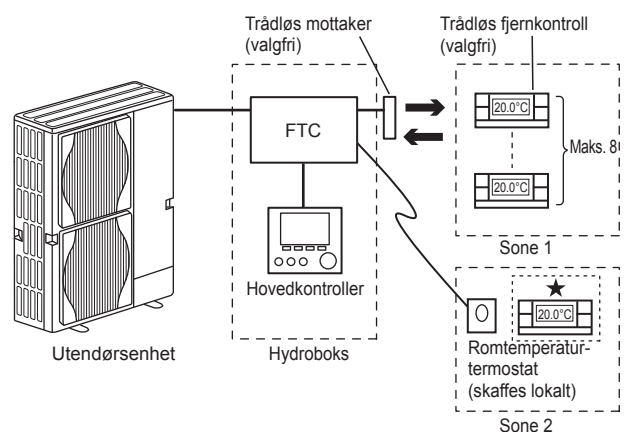 Trådløs mottaker
(valgfri)
Trådløs fjernkontroll
(valgfri)
FTC
20.0°C
Maks. 8
20.0°C
Sone 1
Hovedkontroller
Utendørsenhet
Hydroboks
★
20.0°C
Romtemperatur-
termostat
(skaffes lokalt)
Sone 2